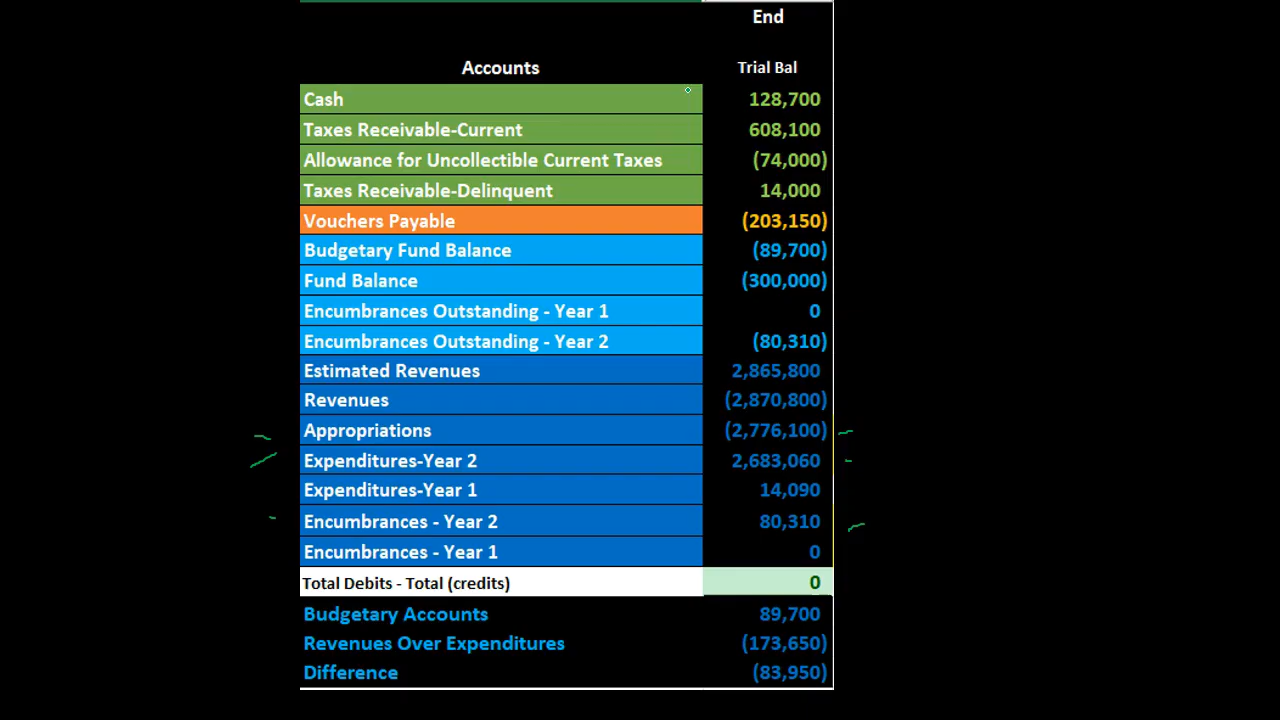 End
Accounts Trial Bal
Cash 128,700
Taxes Receivable-Current 608,100
Allowance for Uncollectible Current Taxes (74,000)
Taxes Receivable-Delinquent 14,000
Vouchers Payable (203,150)
Budgetary Fund Balance (89,700)
Fund Balance (300,000)
Encumbrances Outstanding - Year 1 0
Encumbrances Outstanding - Year 2 (80,310)
Estimated Revenues 2,865,800
Revenues (2,870,800)
Appropriations (2,776,100)
Expenditures-Year 2 2,683,060
Expenditures-Year 1 14,090
Encumbrances - Year 2 80,310
Encumbrances - Year 1 0
Total Debits - Total (credits) 0
Budgetary Accounts 89,700
Revenues Over Expenditures (173,650)
Difference (83,950)